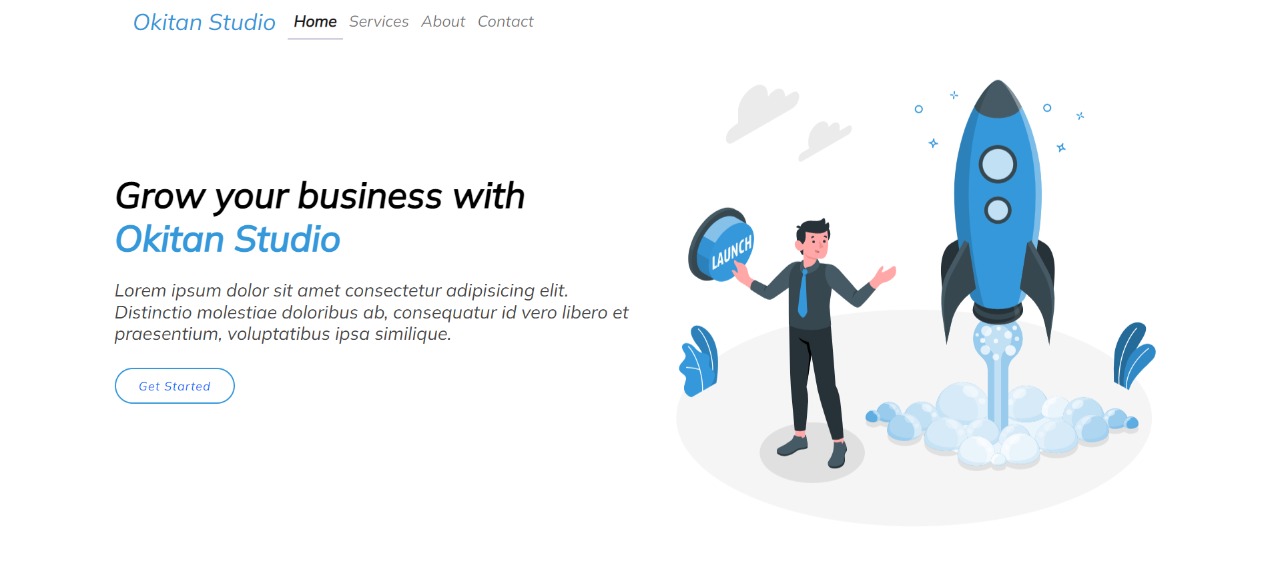 Okitan Studio Home Services About Contact
Grow your business with
Okitan Studio
LAUNCH
Lorem ipsum dolor sit amet consectetur adipisicing elit.
Distinctio molestiae doloribus ab, consequatur id vero libero et
praesentium, voluptatibus ipsa similique.
Get Started